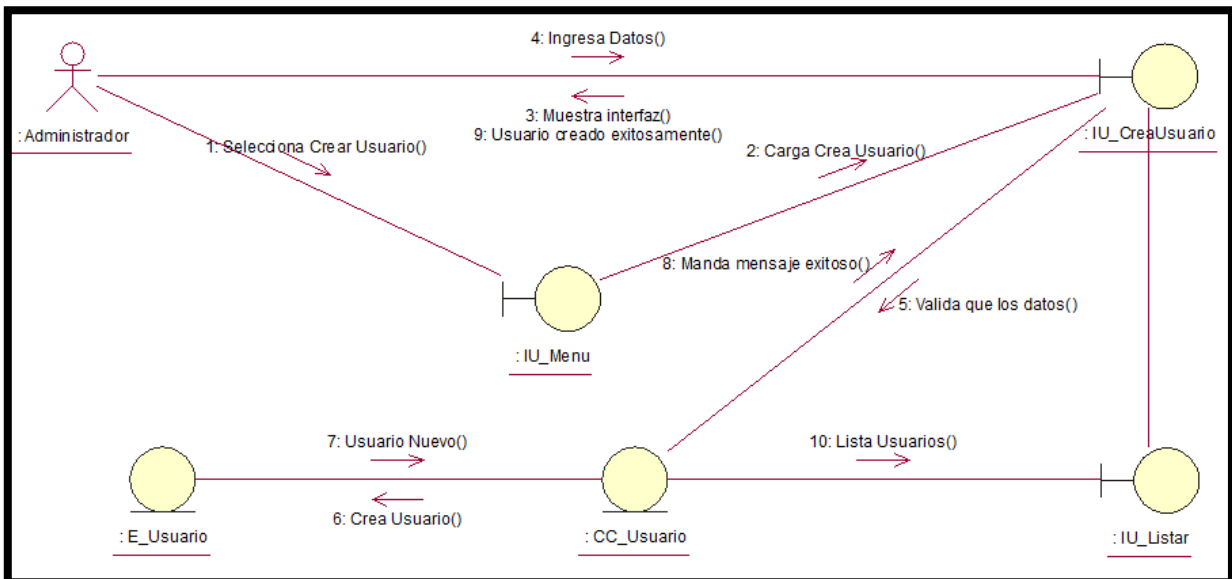 4: Ingresa Datos()
3: Muestra interfaz()
9: Usuario creado exitosamente()
: Administrador
: IU_CreaUsuario
1: Selecciona Crear Usuario()
2: Carga Crea Usuario()
8: Manda mensaje exitoso()
5: Valida que los datos()
: IU_Menu
7: Usuario Nuevo()
10: Lista Usuarios()
6: Crea Usuario()
: E_Usuario
: CC_Usuario
: IU_Listar